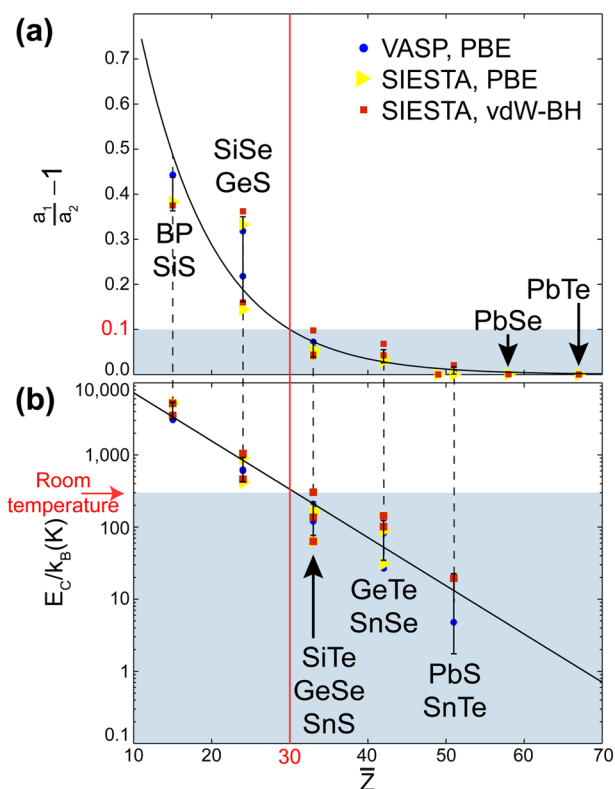 (a)
VASP, PBE
SIESTA, PBE
SIESTA, vdW-BH
0.7
0.6
0.5
0.4
0.3
0.2
0.1
0.0
a₁/a₂ −1
SiSe
GeS
BP
SiS
PbTe
PbSe
(b)
10,000
1,000
100
10
1
0.1
Room
temperature
E_C/k_B(K)
GeTe
SnSe
SiTe
GeSe
SnS
PbS
SnTe
10 20 30 40 50 60 70
Z̄